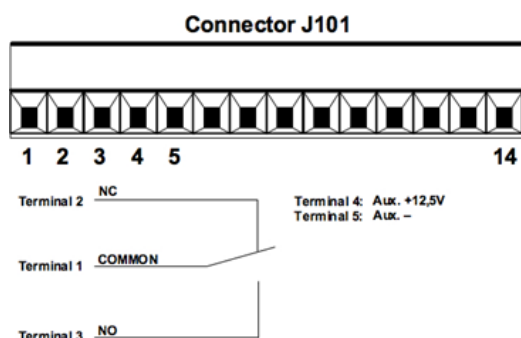 Connector J101
1 2 3 4 5 14
Terminal 2 NC
Terminal 4: Aux. +12,5V
Terminal 5: Aux. –
Terminal 1 COMMON
Terminal 3 NO